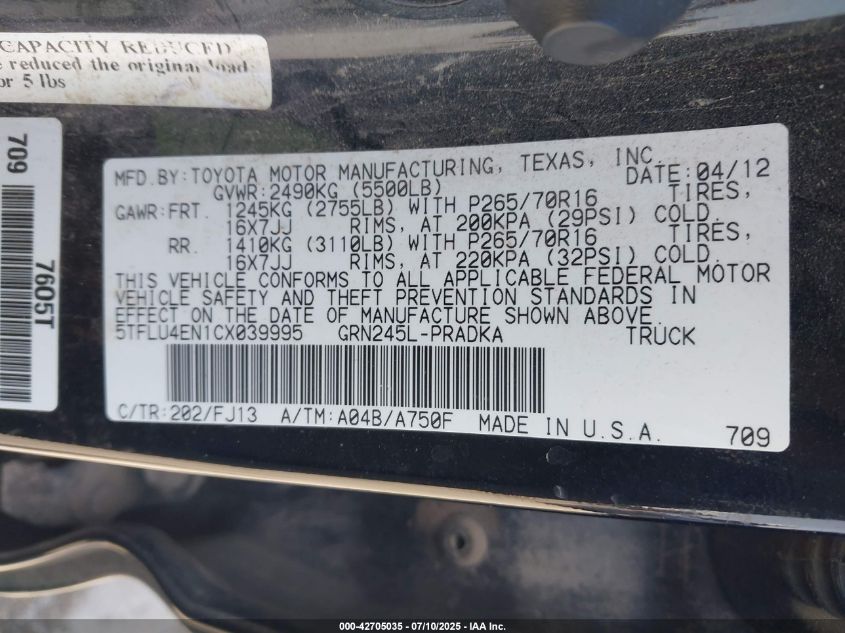 CAPACITY REDUCED
reduced the original load
or 5 lbs
709
7605T
MFD.BY:TOYOTA MOTOR MANUFACTURING, TEXAS, INC. DATE:04/12
GVWR:2490KG (5500LB)
GAWR:FRT. 1245KG (2755LB) WITH P265/70R16 TIRES,
16X7JJ RIMS, AT 200KPA (29PSI) COLD.
RR. 1410KG (3110LB) WITH P265/70R16 TIRES,
16X7JJ RIMS, AT 220KPA (32PSI) COLD.
THIS VEHICLE CONFORMS TO ALL APPLICABLE FEDERAL MOTOR
VEHICLE SAFETY AND THEFT PREVENTION STANDARDS IN
EFFECT ON THE DATE OF MANUFACTURE SHOWN ABOVE.
5TFLU4EN1CX039995 GRN245L-PRADKA TRUCK
C/TR:202/FJ13 A/TM:A04B/A750F MADE IN U.S.A. 709
000-42705035 - 07/10/2025 - IAA Inc.